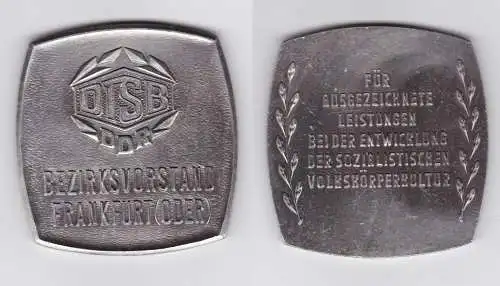 DTSB
DDR
BEZIRKSVORSTAND
FRANKFURT (ODER)
FÜR
AUSGEZEICHNETE
LEISTUNGEN
BEI DER ENTWICKLUNG
DER SOZIALISTISCHEN
VOLKSKÖRPERKULTUR